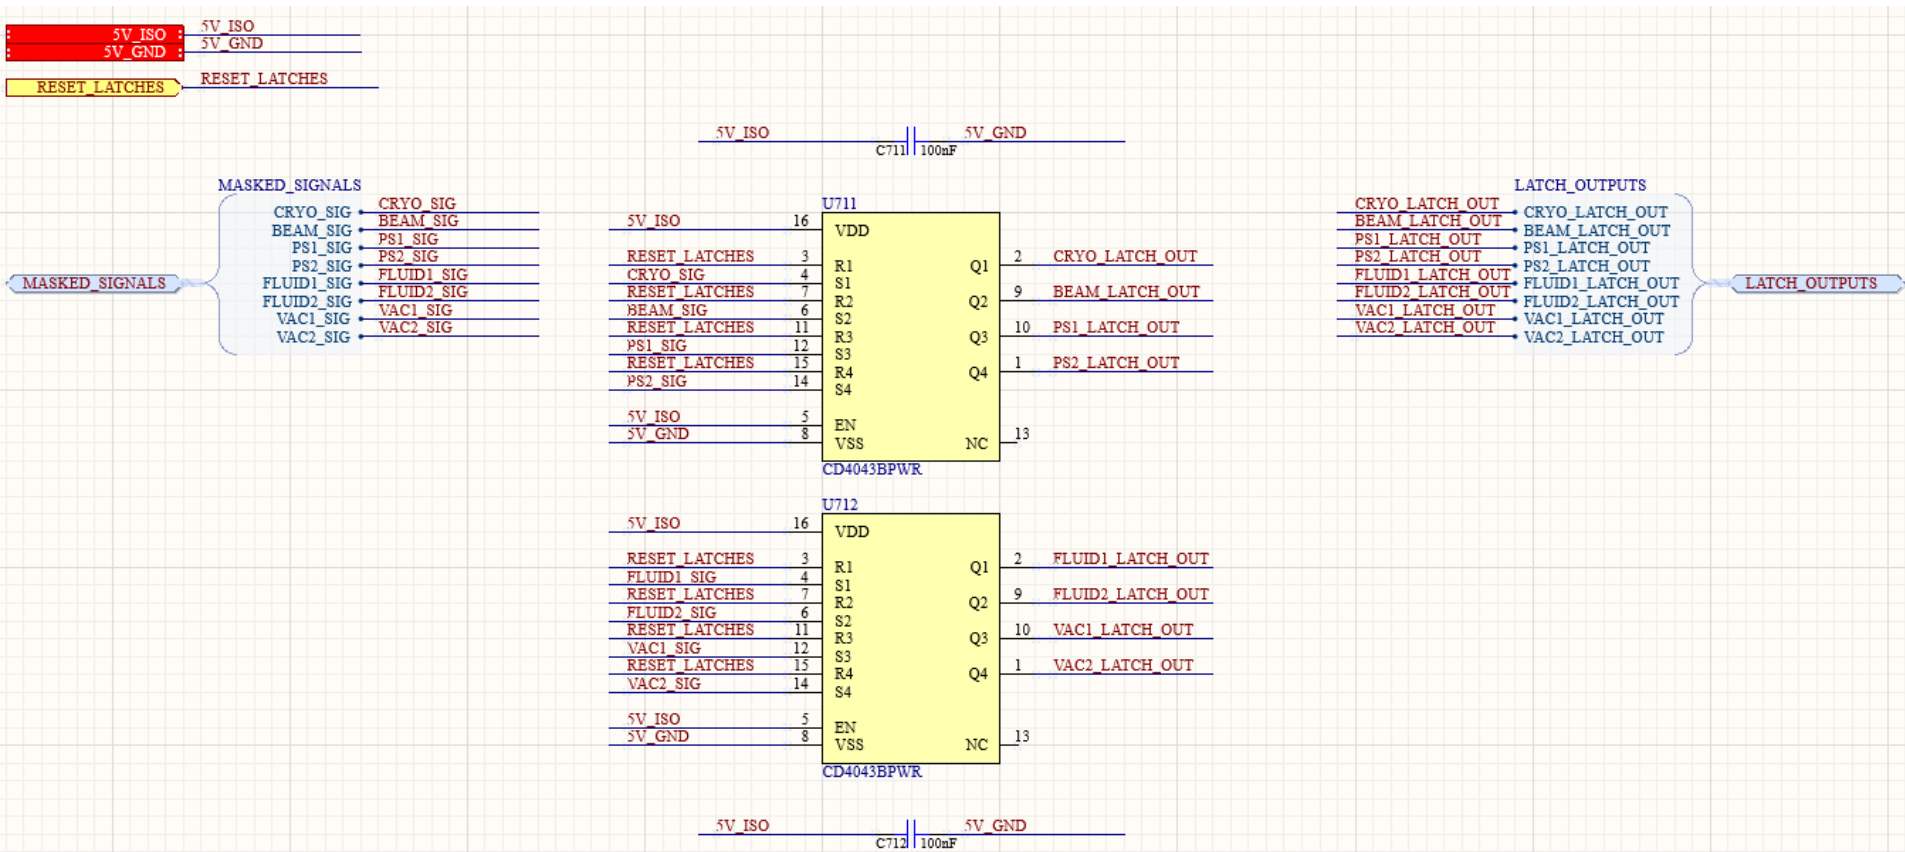 5V_ISO 5V_ISO
5V_GND 5V_GND
RESET_LATCHES RESET_LATCHES
5V_ISO 5V_GND
C711 100nF
MASKED_SIGNALS
CRYO_SIG CRYO_SIG
BEAM_SIG BEAM_SIG
PS1_SIG PS1_SIG
PS2_SIG PS2_SIG
MASKED_SIGNALS FLUID1_SIG FLUID1_SIG
FLUID2_SIG FLUID2_SIG
VAC1_SIG VAC1_SIG
VAC2_SIG VAC2_SIG
U711
5V_ISO 16 VDD
RESET_LATCHES 3 R1 Q1 2 CRYO_LATCH_OUT
CRYO_SIG 4 S1
RESET_LATCHES 7 R2 Q2 9 BEAM_LATCH_OUT
BEAM_SIG 6 S2
RESET_LATCHES 11 R3 Q3 10 PS1_LATCH_OUT
PS1_SIG 12 S3
RESET_LATCHES 15 R4 Q4 1 PS2_LATCH_OUT
PS2_SIG 14 S4
5V_ISO 5 EN
5V_GND 8 VSS NC 13
CD4043BPWR
LATCH_OUTPUTS
CRYO_LATCH_OUT CRYO_LATCH_OUT
BEAM_LATCH_OUT BEAM_LATCH_OUT
PS1_LATCH_OUT PS1_LATCH_OUT
PS2_LATCH_OUT PS2_LATCH_OUT
FLUID1_LATCH_OUT FLUID1_LATCH_OUT LATCH_OUTPUTS
FLUID2_LATCH_OUT FLUID2_LATCH_OUT
VAC1_LATCH_OUT VAC1_LATCH_OUT
VAC2_LATCH_OUT VAC2_LATCH_OUT
U712
5V_ISO 16 VDD
RESET_LATCHES 3 R1 Q1 2 FLUID1_LATCH_OUT
FLUID1_SIG 4 S1
RESET_LATCHES 7 R2 Q2 9 FLUID2_LATCH_OUT
FLUID2_SIG 6 S2
RESET_LATCHES 11 R3 Q3 10 VAC1_LATCH_OUT
VAC1_SIG 12 S3
RESET_LATCHES 15 R4 Q4 1 VAC2_LATCH_OUT
VAC2_SIG 14 S4
5V_ISO 5 EN
5V_GND 8 VSS NC 13
CD4043BPWR
5V_ISO 5V_GND
C712 100nF